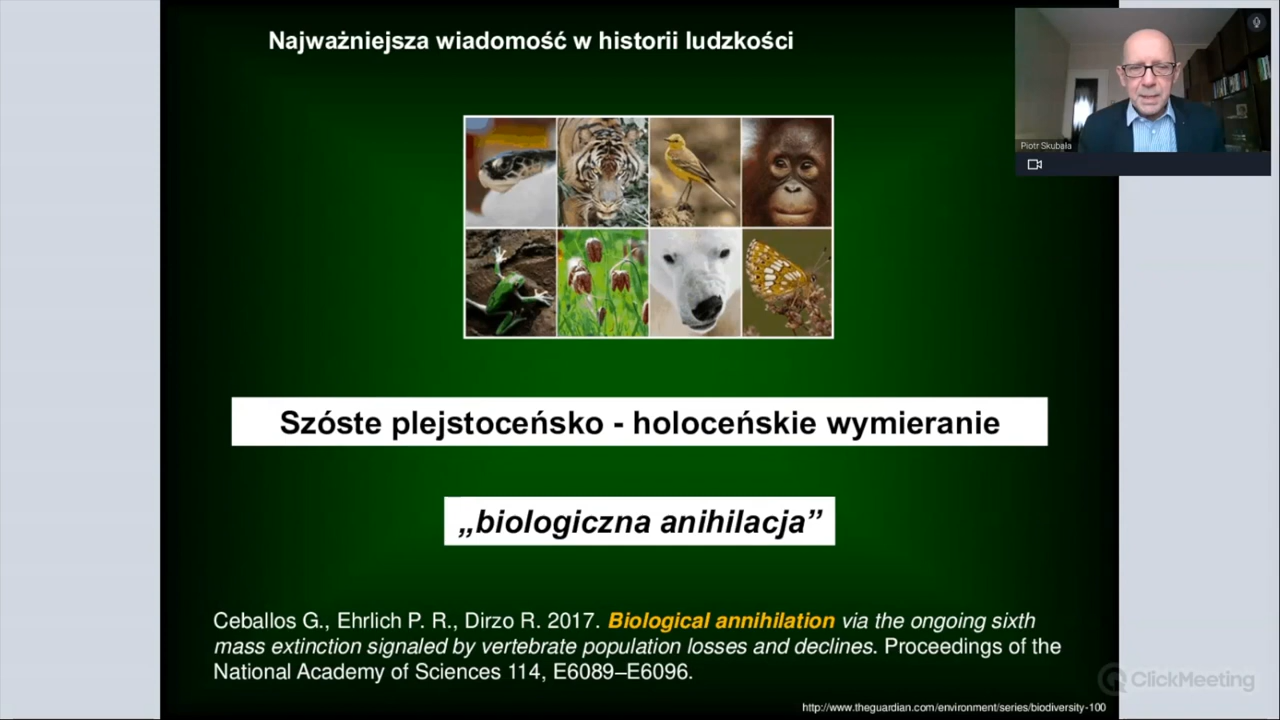 Najważniejsza wiadomość w historii ludzkości
Piotr Skubała
Szóste plejstoceńsko - holoceńskie wymieranie
„biologiczna anihilacja”
Ceballos G., Ehrlich P. R., Dirzo R. 2017. Biological annihilation via the ongoing sixth
mass extinction signaled by vertebrate population losses and declines. Proceedings of the
National Academy of Sciences 114, E6089–E6096.
ClickMeeting
http://www.theguardian.com/environment/series/biodiversity-100